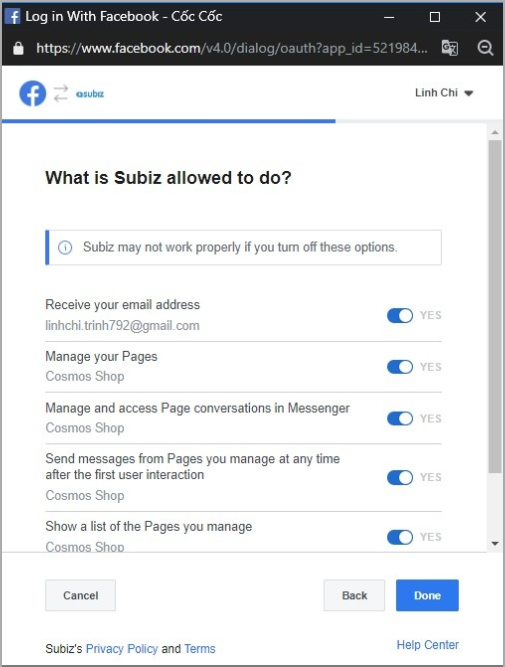 Log in With Facebook - Cốc Cốc
https://www.facebook.com/v4.0/dialog/oauth?app_id=521984...
subiz
Linh Chi
What is Subiz allowed to do?
Subiz may not work properly if you turn off these options.
Receive your email address
YES
linhchi.trinh792@gmail.com
Manage your Pages
YES
Cosmos Shop
Manage and access Page conversations in Messenger
YES
Cosmos Shop
Send messages from Pages you manage at any time
after the first user interaction
YES
Cosmos Shop
Show a list of the Pages you manage
YES
Cosmos Shop
Cancel
Back
Done
Subiz's Privacy Policy and Terms
Help Center